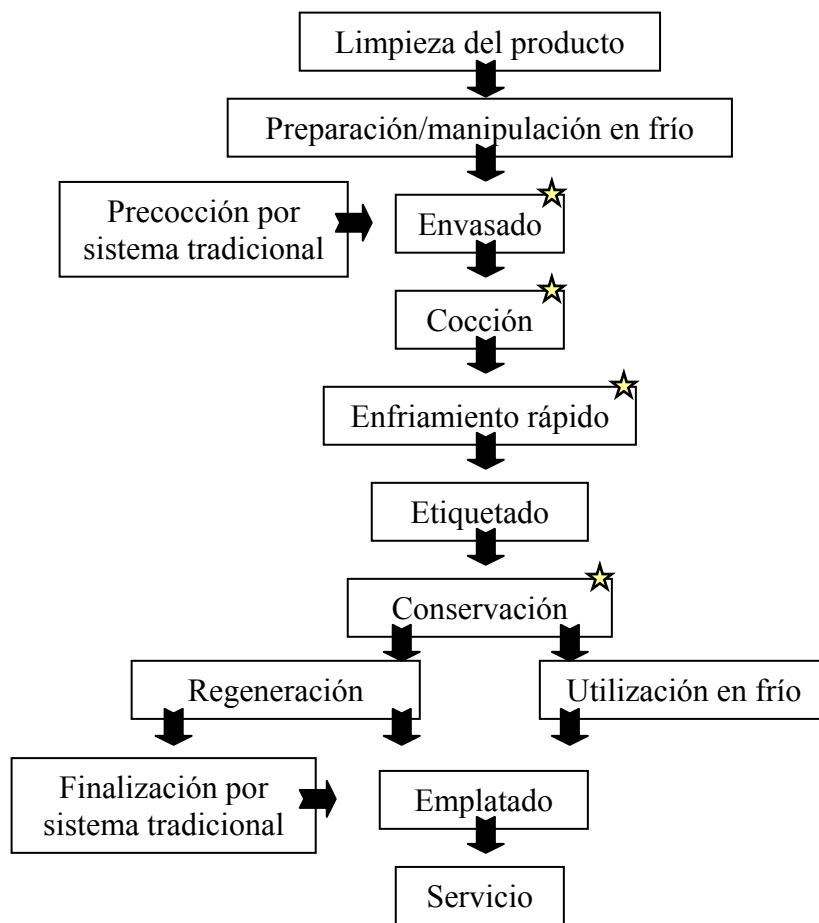 Limpieza del producto
Preparación/manipulación en frío
Precocción por
sistema tradicional
Envasado
Cocción
Enfriamiento rápido
Etiquetado
Conservación
Regeneración
Utilización en frío
Finalización por
sistema tradicional
Emplatado
Servicio